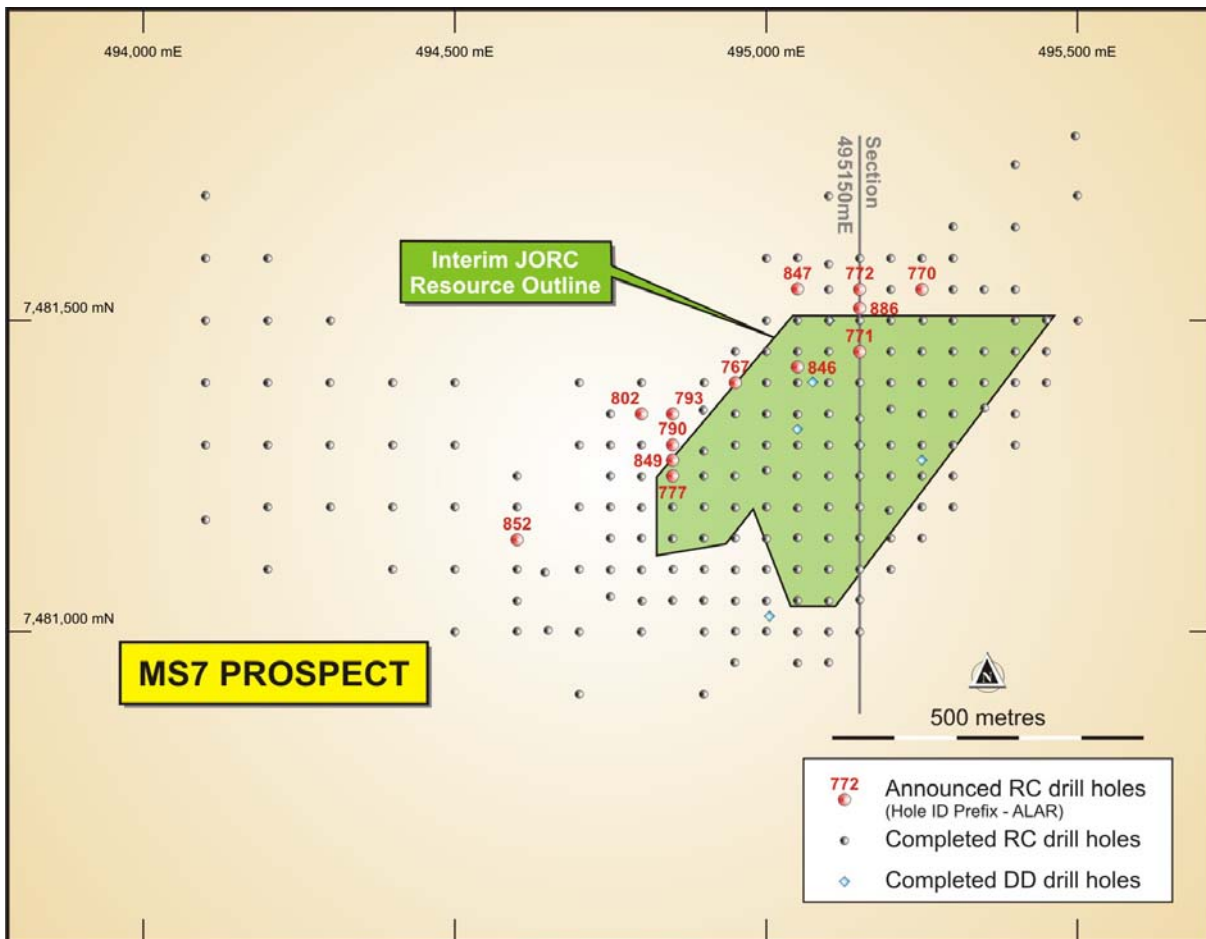 494,000 mE
494,500 mE
495,000 mE
495,500 mE
Section
495150mE
Interim JORC
Resource Outline
847
772
770
7,481,500 mN
886
771
767
846
802
793
790
849
777
852
7,481,000 mN
MS7 PROSPECT
N
500 metres
772
Announced RC drill holes
(Hole ID Prefix - ALAR)
Completed RC drill holes
Completed DD drill holes